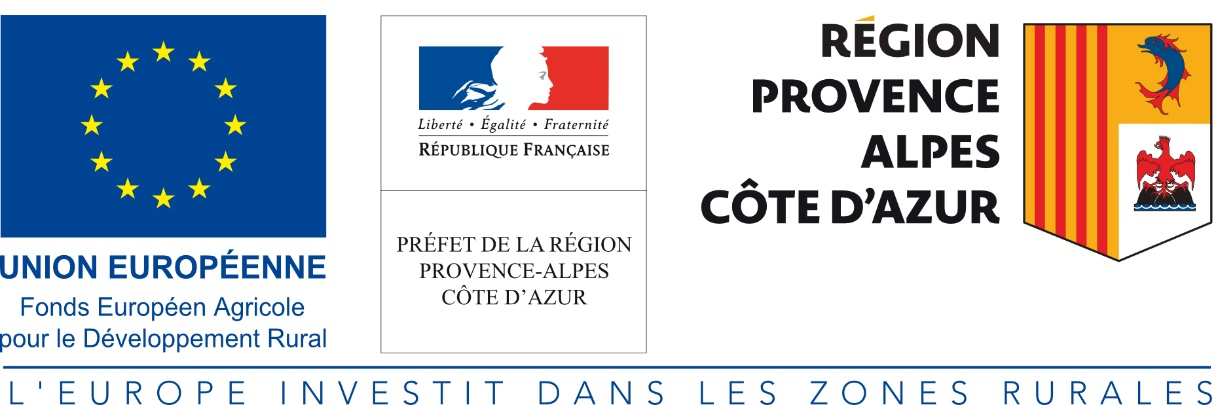 UNION EUROPÉENNE
Fonds Européen Agricole
pour le Développement Rural
Liberté • Égalité • Fraternité
RÉPUBLIQUE FRANÇAISE
PRÉFET DE LA RÉGION
PROVENCE-ALPES
CÔTE D'AZUR
RÉGION
PROVENCE
ALPES
CÔTE D'AZUR
L'EUROPE INVESTIT DANS LES ZONES RURALES